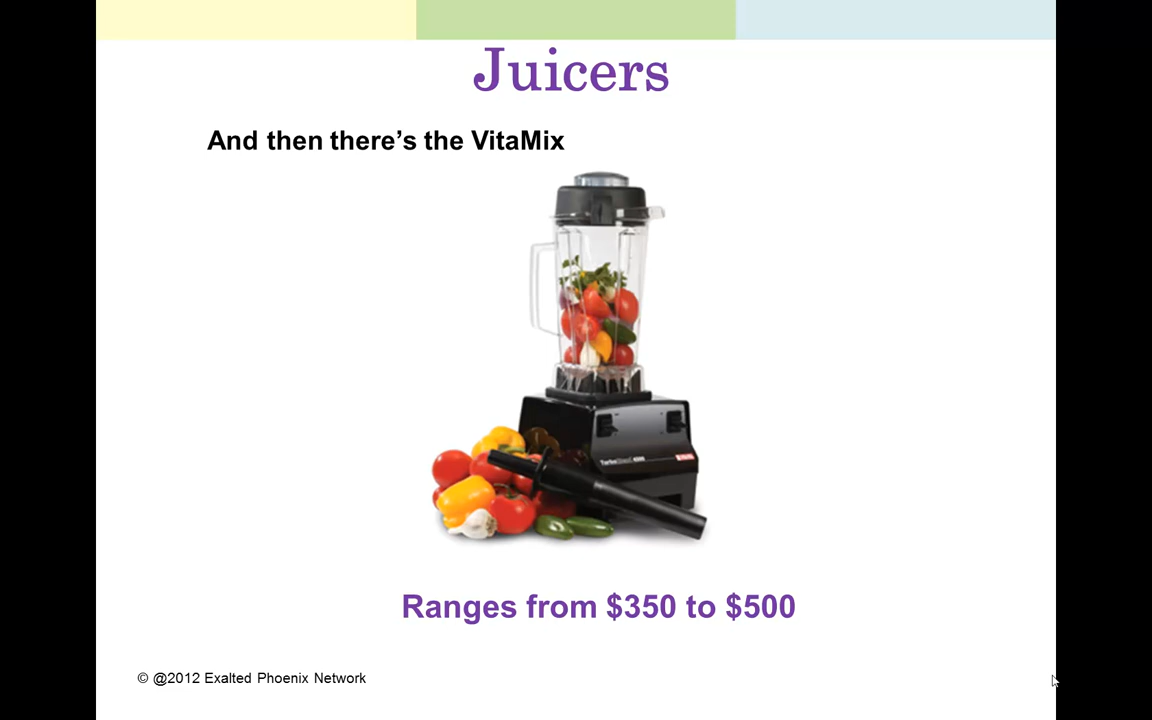 Juicers
And then there’s the VitaMix
Ranges from $350 to $500
© @2012 Exalted Phoenix Network